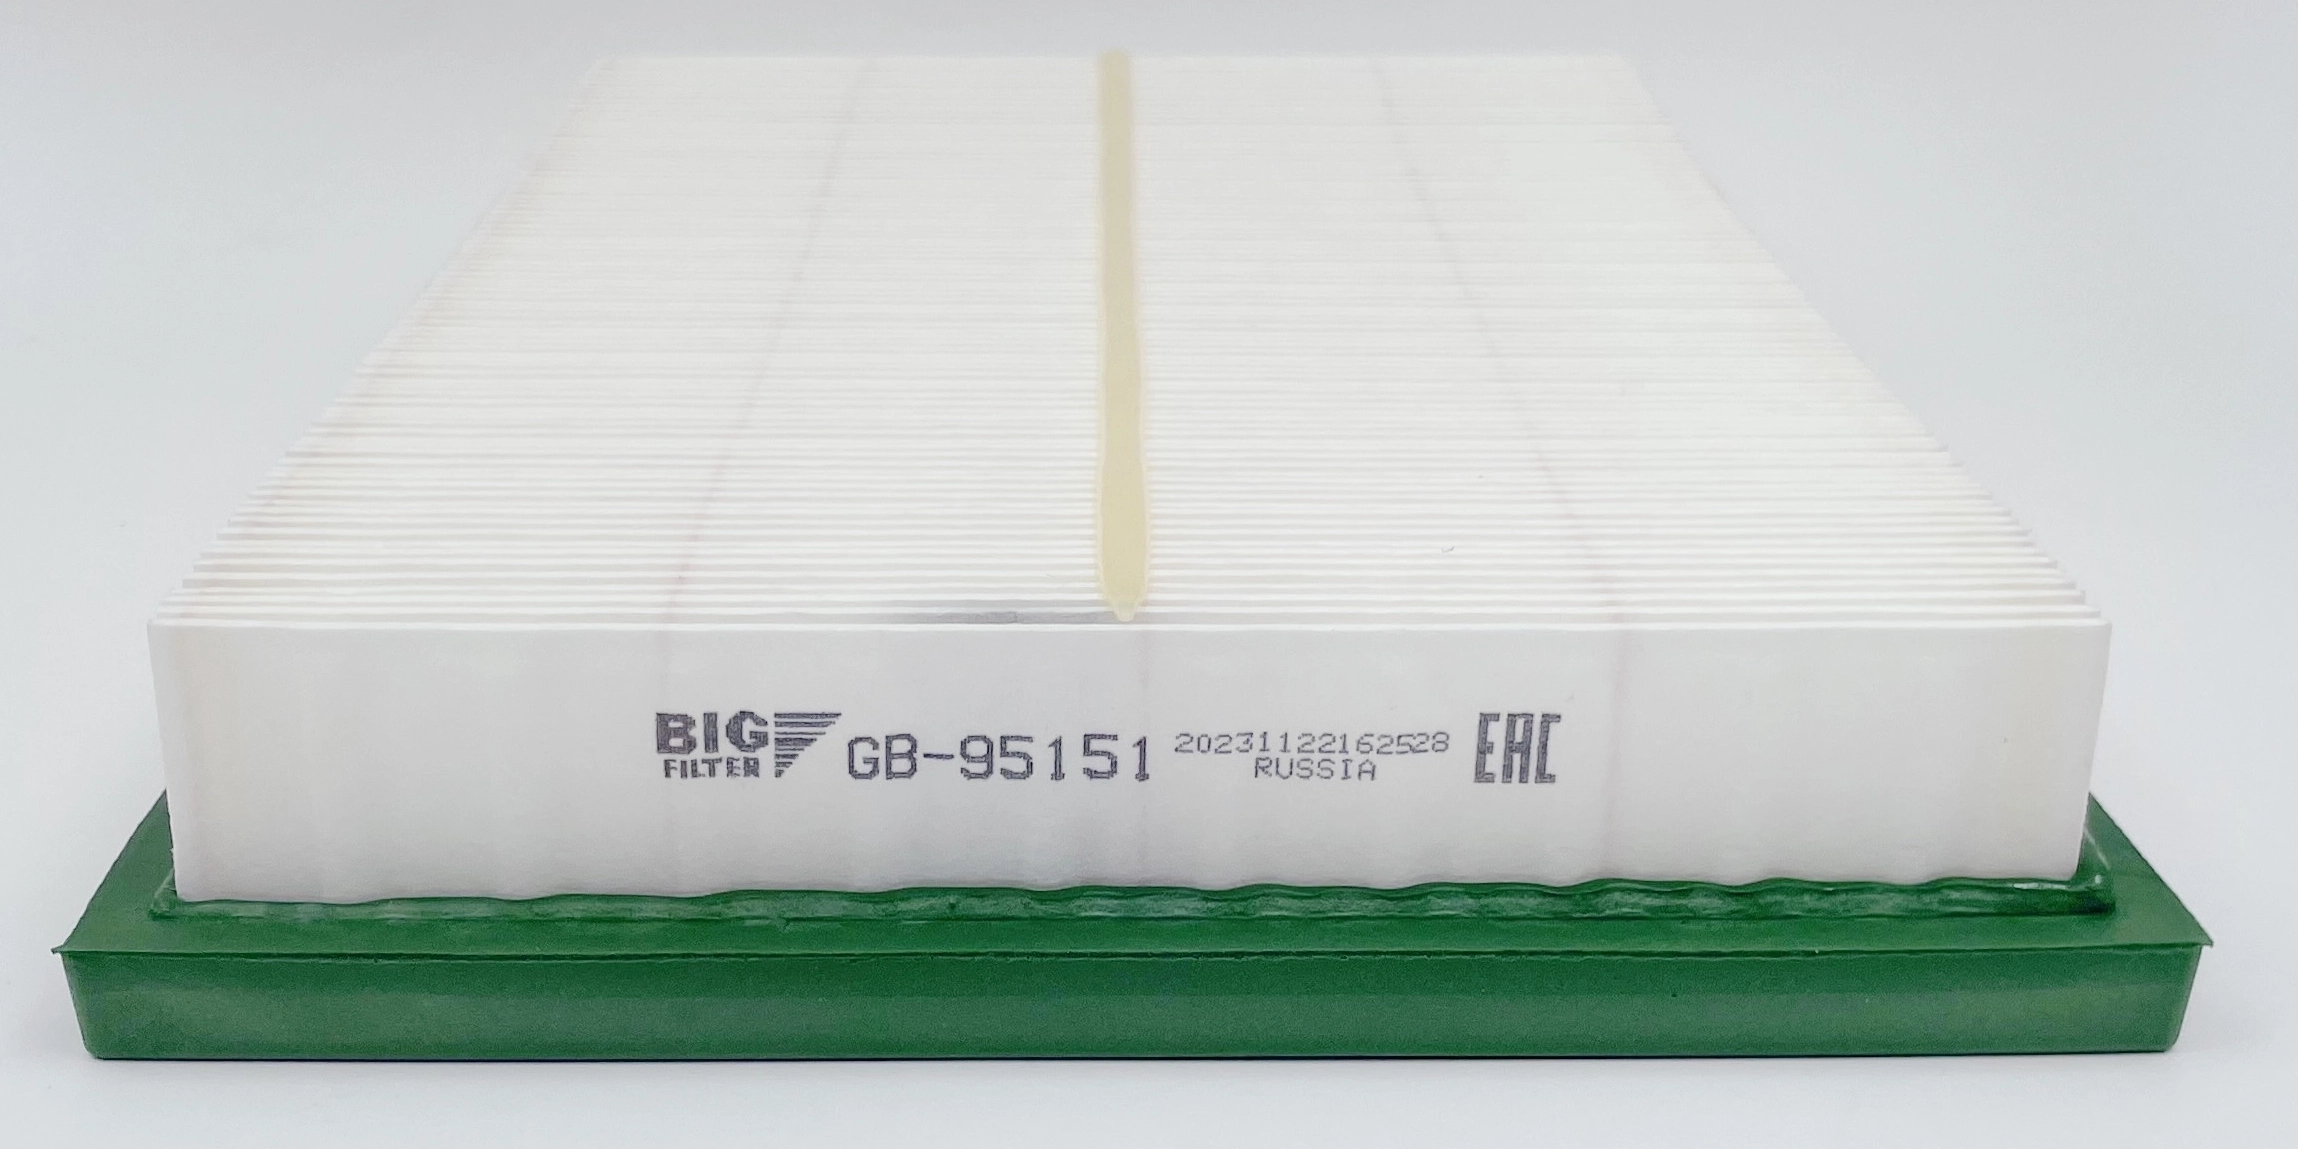 BIG
FILTER
GB-95151
20231122162528
RUSSIA
EAC